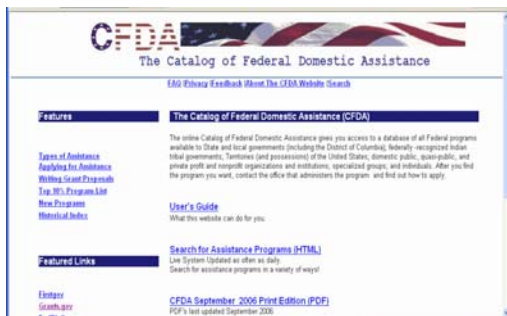 CFDA
The Catalog of Federal Domestic Assistance
FAQ |Privacy |Feedback |About The CFDA Website |Search
Features
Types of Assistance
Applying for Assistance
Writing Grant Proposals
Top 10% Program List
New Programs
Historical Index
Featured Links
Firstgov
Grants.gov
The Catalog of Federal Domestic Assistance (CFDA)
The online Catalog of Federal Domestic Assistance gives you access to a database of all Federal programs
available to State and local governments (including the District of Columbia); federally -recognized Indian
tribal governments; Territories (and possessions) of the United States; domestic public, quasi-public, and
private profit and nonprofit organizations and institutions; specialized groups; and individuals. After you find
the program you want, contact the office that administers the program and find out how to apply.
User's Guide
What this website can do for you.
Search for Assistance Programs (HTML)
Live System Updated as often as daily.
Search for assistance programs in a variety of ways!
CFDA September 2006 Print Edition (PDF)
PDF's last updated September 2006